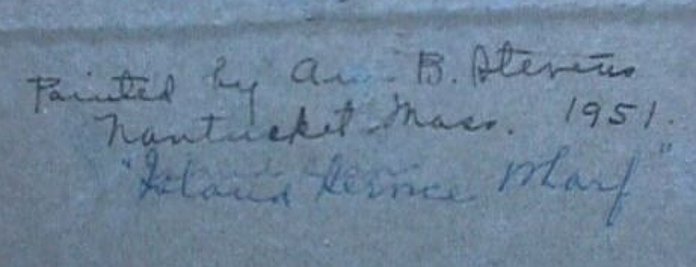 Painted by B. Stevens
Nantucket Mass. 1951.
"Island Service Wharf"